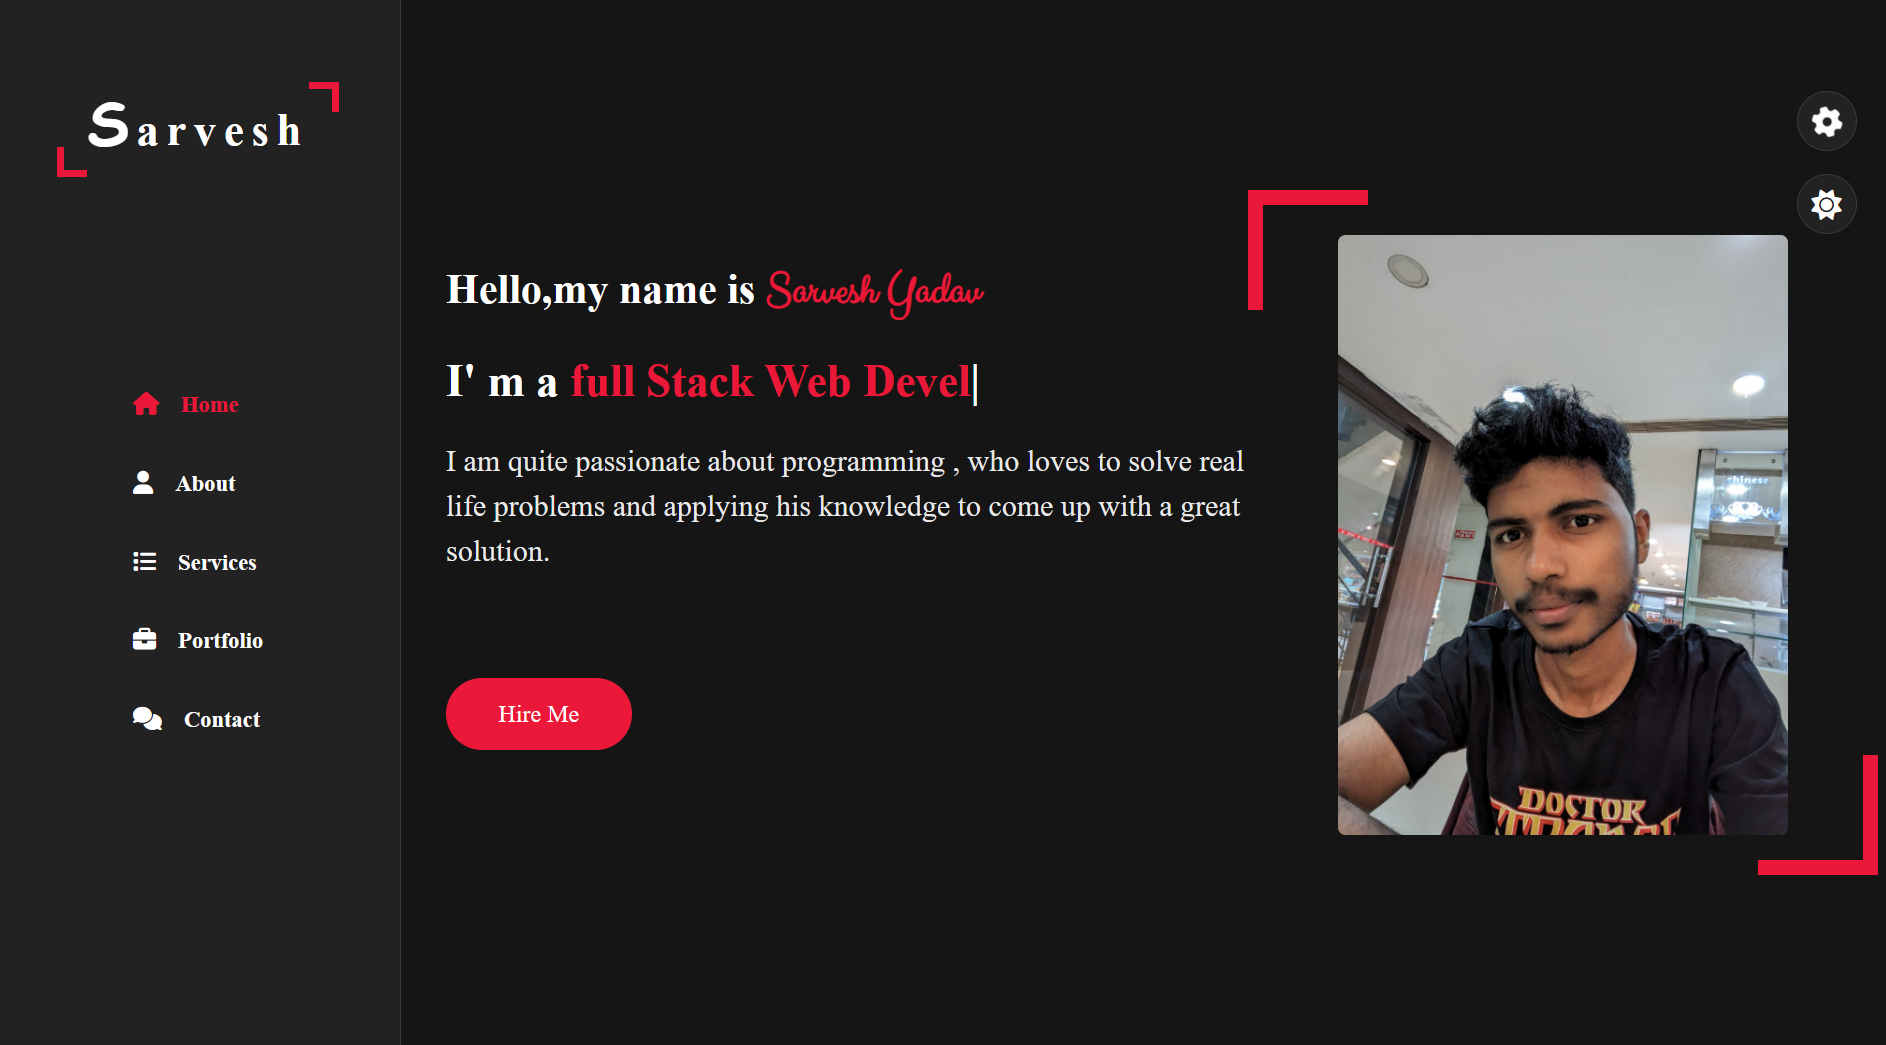 Sarvesh
Home
About
Services
Portfolio
Contact
Hello,my name is Sarvesh Yadav
I' m a full Stack Web Devel|
I am quite passionate about programming , who loves to solve real
life problems and applying his knowledge to come up with a great
solution.
Hire Me
chinese
DOCTOR
STRANGE